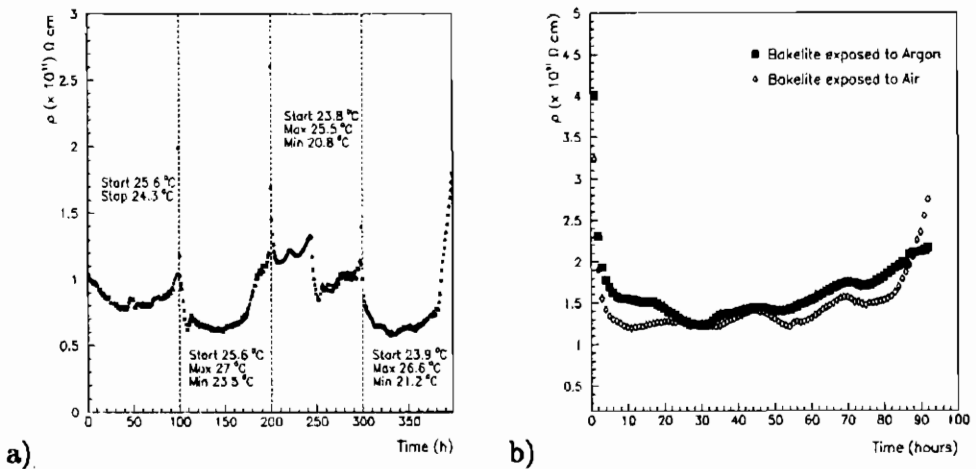 ρ (x 10¹¹) Ω cm
3
2.5
2
1.5
1
0.5
0
Start 25.6 °C
Stop 24.3 °C
Start 23.8 °C
Max 25.5 °C
Min 20.8 °C
Start 25.6 °C
Max 27 °C
Min 23.5 °C
Start 23.9 °C
Max 26.6 °C
Min 21.2 °C
0 50 100 150 200 250 300 350
Time (h)
a)
ρ (x 10¹¹) Ω cm
5
4.5
4
3.5
3
2.5
2
1.5
1
0.5
■ Bakelite exposed to Argon
◊ Bakelite exposed to Air
0 10 20 30 40 50 60 70 80 90 100
Time (hours)
b)